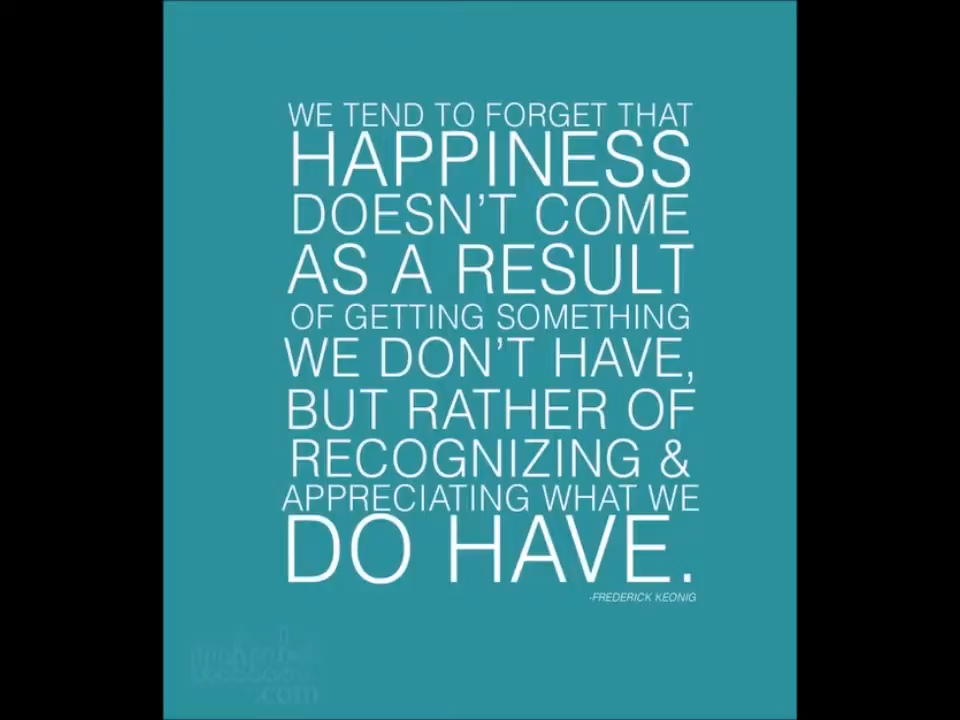 WE TEND TO FORGET THAT
HAPPINESS
DOESN'T COME
AS A RESULT
OF GETTING SOMETHING
WE DON'T HAVE,
BUT RATHER OF
RECOGNIZING &
APPRECIATING WHAT WE
DO HAVE.
-FREDERICK KEONIG
.com